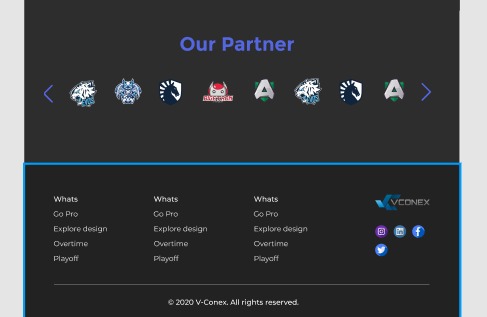 Our Partner
Whats
Go Pro
Explore design
Overtime
Playoff
Whats
Go Pro
Explore design
Overtime
Playoff
Whats
Go Pro
Explore design
Overtime
Playoff
VCONEX
© 2020 V-Conex. All rights reserved.